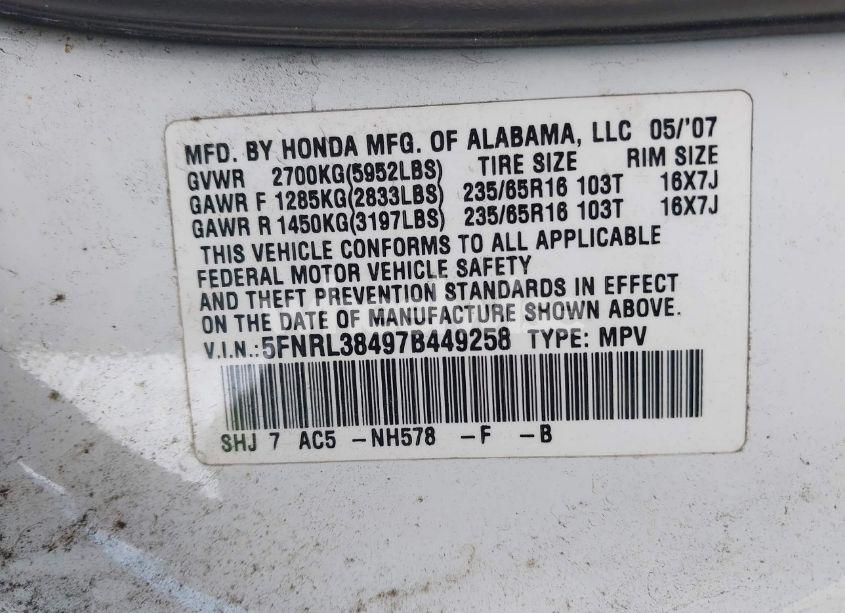 MFD. BY HONDA MFG. OF ALABAMA, LLC 05/'07
GVWR 2700KG(5952LBS) TIRE SIZE RIM SIZE
GAWR F 1285KG(2833LBS) 235/65R16 103T 16X7J
GAWR R 1450KG(3197LBS) 235/65R16 103T 16X7J
THIS VEHICLE CONFORMS TO ALL APPLICABLE
FEDERAL MOTOR VEHICLE SAFETY
AND THEFT PREVENTION STANDARDS IN EFFECT
ON THE DATE OF MANUFACTURE SHOWN ABOVE.
V.I.N.:5FNRL38497B449258 TYPE: MPV
SHJ 7 AC5 -NH578 -F -B